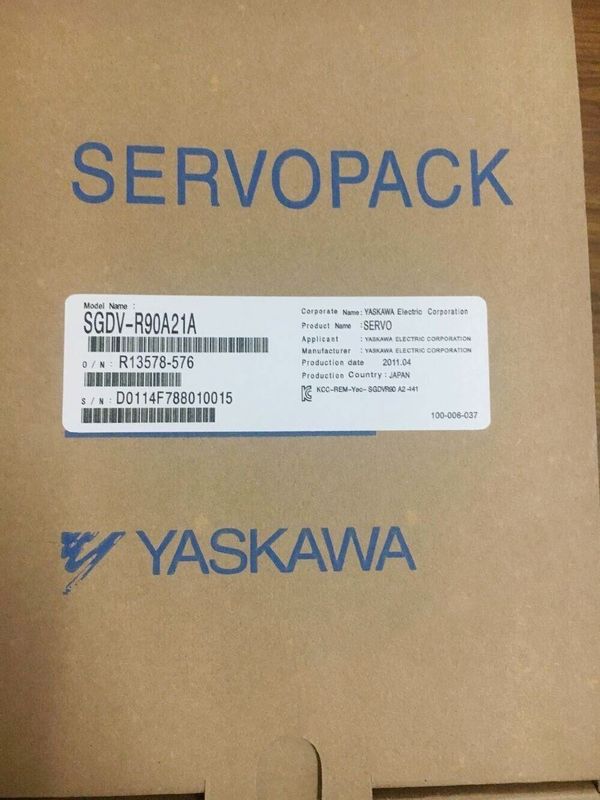 SERVOPACK
Model Name :
SGDV-R90A21A
O / N : R13578-576
S / N : D0114F788010015
Corporate Name: YASKAWA Electric Corporation
Product Name : SERVO
Applicant : YASKAWA ELECTRIC CORPORATION
Manufacturer : YASKAWA ELECTRIC CORPORATION
Production date 2011.04
Production Country : JAPAN
KCC-REM-Yec- SGDVR90 A2 -I41
100-006-037
YASKAWA